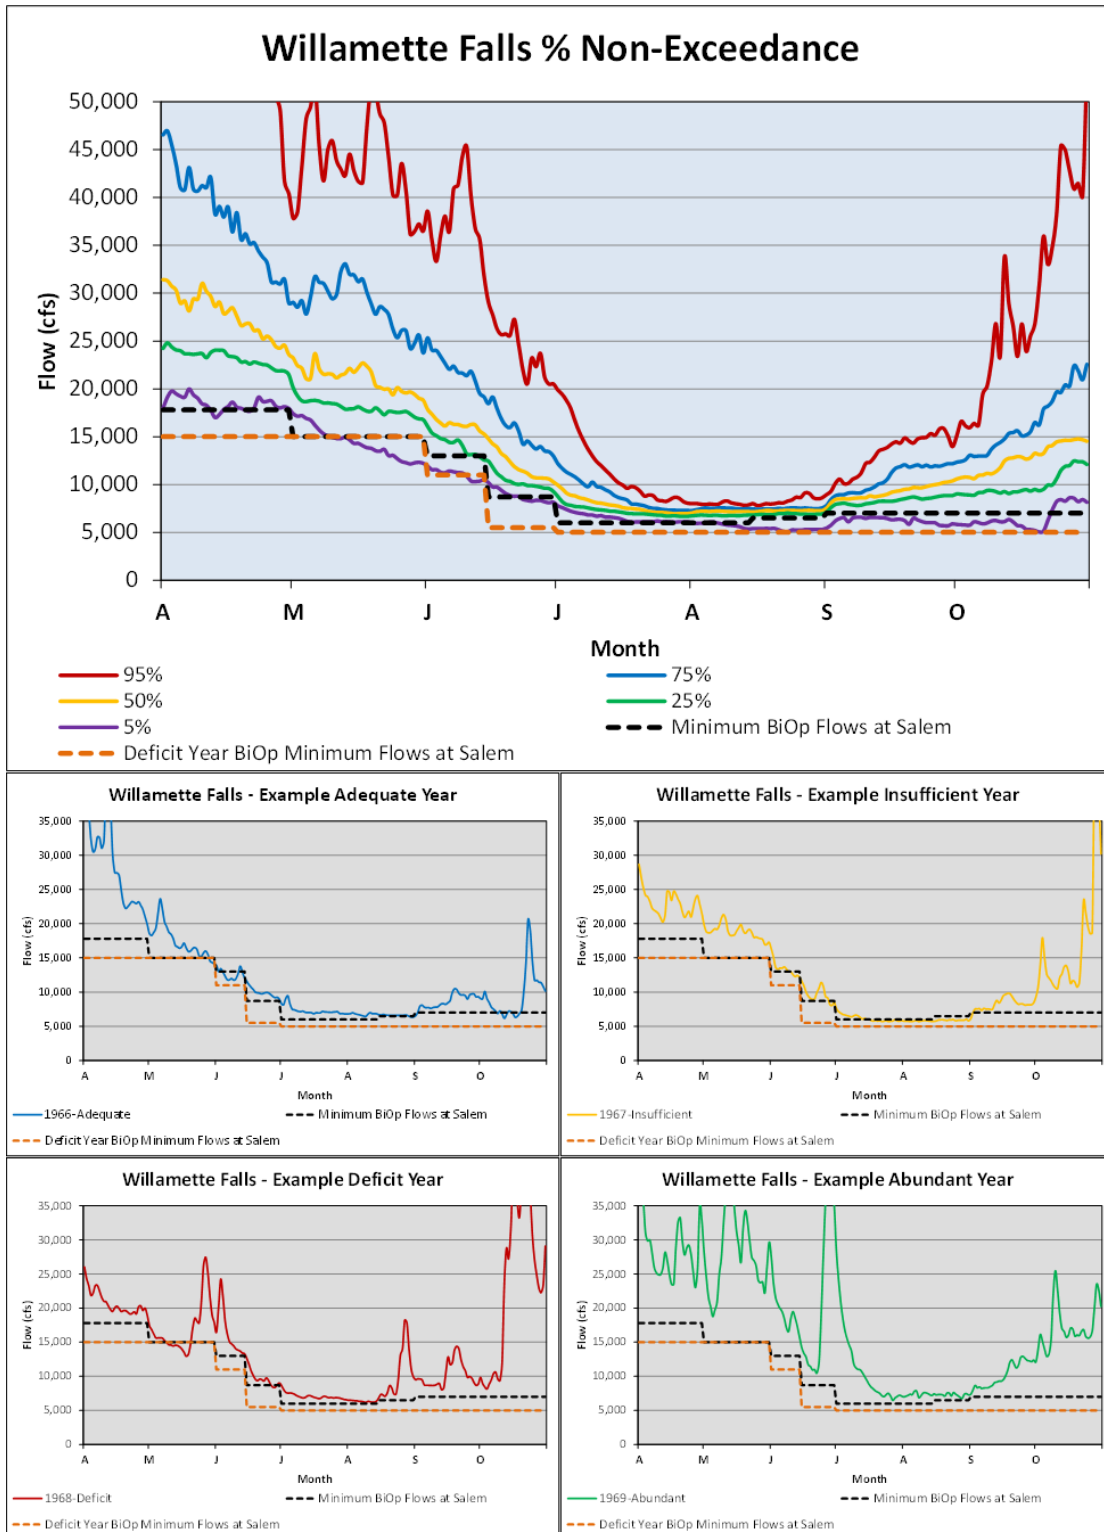 Willamette Falls % Non-Exceedance
50,000
45,000
40,000
35,000
30,000
25,000
20,000
15,000
10,000
5,000
0
Flow (cfs)
A M J J A S O
Month
95% 75%
50% 25%
5% Minimum BiOp Flows at Salem
Deficit Year BiOp Minimum Flows at Salem
Willamette Falls - Example Adequate Year
35,000
30,000
25,000
20,000
15,000
10,000
5,000
0
Flow (cfs)
A M J J A S O
Month
1966-Adequate Minimum BiOp Flows at Salem
Deficit Year BiOp Minimum Flows at Salem
Willamette Falls - Example Insufficient Year
35,000
30,000
25,000
20,000
15,000
10,000
5,000
0
Flow (cfs)
A M J J A S O
Month
1967-Insufficient Minimum BiOp Flows at Salem
Deficit Year BiOp Minimum Flows at Salem
Willamette Falls - Example Deficit Year
35,000
30,000
25,000
20,000
15,000
10,000
5,000
0
Flow (cfs)
A M J J A S O
Month
1968-Deficit Minimum BiOp Flows at Salem
Deficit Year BiOp Minimum Flows at Salem
Willamette Falls - Example Abundant Year
35,000
30,000
25,000
20,000
15,000
10,000
5,000
0
Flow (cfs)
A M J J A S O
Month
1969-Abundant Minimum BiOp Flows at Salem
Deficit Year BiOp Minimum Flows at Salem